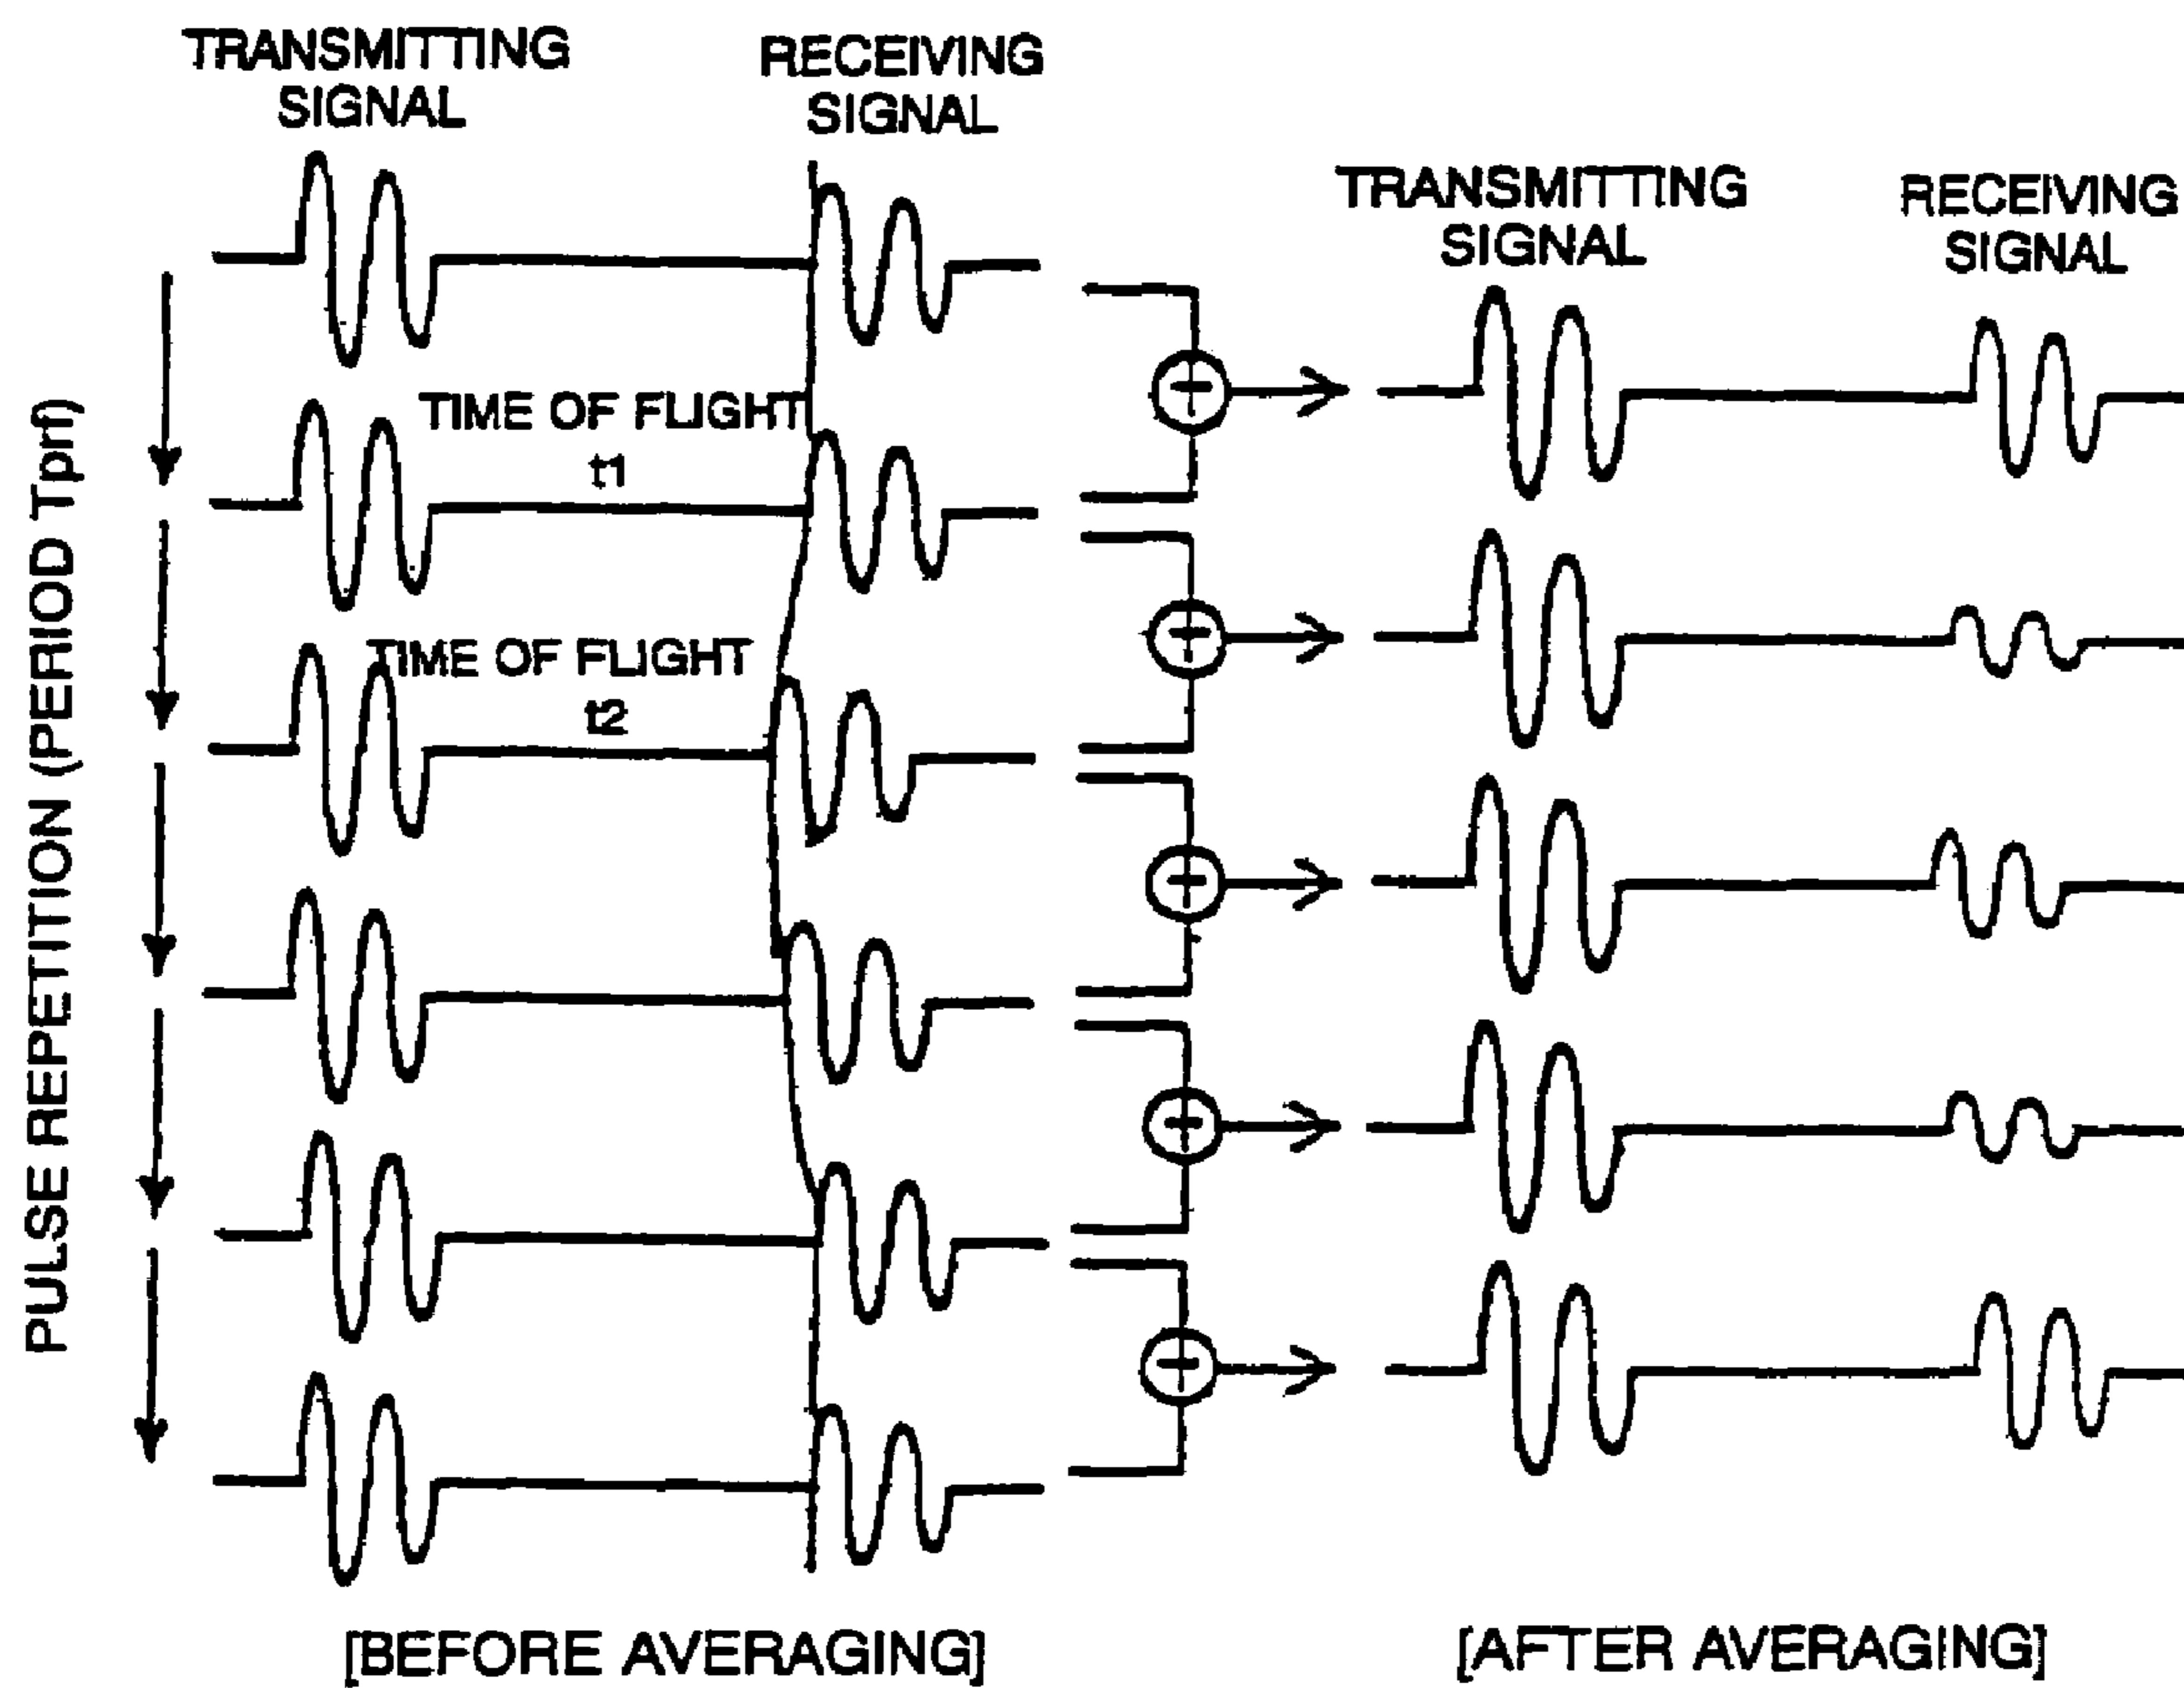 TRANSMITTING
SIGNAL
RECEIVING
SIGNAL
TRANSMITTING
SIGNAL
RECEIVING
SIGNAL
PULSE REPETITION (PERIOD Tprf)
TIME OF FLIGHT
t1
TIME OF FLIGHT
t2
[BEFORE AVERAGING]
[AFTER AVERAGING]